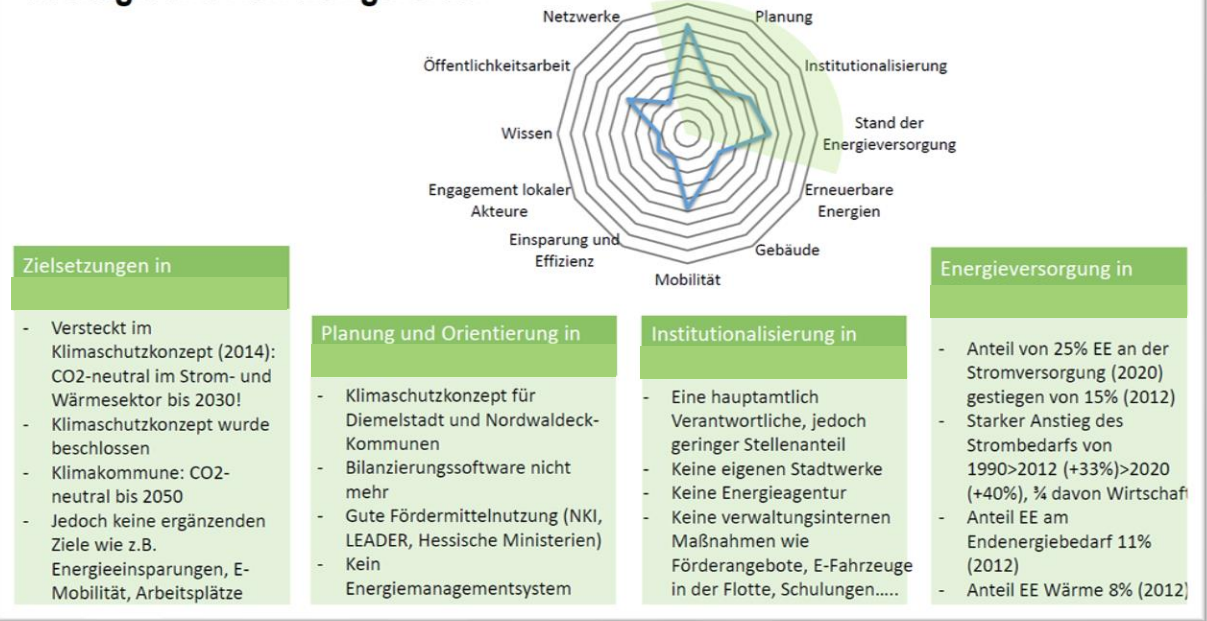 Netzwerke
Planung
Öffentlichkeitsarbeit
Institutionalisierung
Wissen
Stand der
Energieversorgung
Engagement lokaler
Akteure
Erneuerbare
Energien
Einsparung und
Effizienz
Gebäude
Mobilität
Zielsetzungen in
- Versteckt im
Klimaschutzkonzept (2014):
CO2-neutral im Strom- und
Wärmesektor bis 2030!
- Klimaschutzkonzept wurde
beschlossen
- Klimakommune: CO2-
neutral bis 2050
- Jedoch keine ergänzenden
Ziele wie z.B.
Energieeinsparungen, E-
Mobilität, Arbeitsplätze
Planung und Orientierung in
- Klimaschutzkonzept für
Diemelstadt und Nordwaldeck-
Kommunen
- Bilanzierungssoftware nicht
mehr
- Gute Fördermittelnutzung (NKI,
LEADER, Hessische Ministerien)
- Kein
Energiemanagementsystem
Institutionalisierung in
- Eine hauptamtlich
Verantwortliche, jedoch
geringer Stellenanteil
- Keine eigenen Stadtwerke
- Keine Energieagentur
- Keine verwaltungsinternen
Maßnahmen wie
Förderangebote, E-Fahrzeuge
in der Flotte, Schulungen…..
Energieversorgung in
- Anteil von 25% EE an der
Stromversorgung (2020)
gestiegen von 15% (2012)
- Starker Anstieg des
Strombedarfs von
1990>2012 (+33%)>2020
(+40%), ¾ davon Wirtschaft
- Anteil EE am
Endenergiebedarf 11%
(2012)
- Anteil EE Wärme 8% (2012)